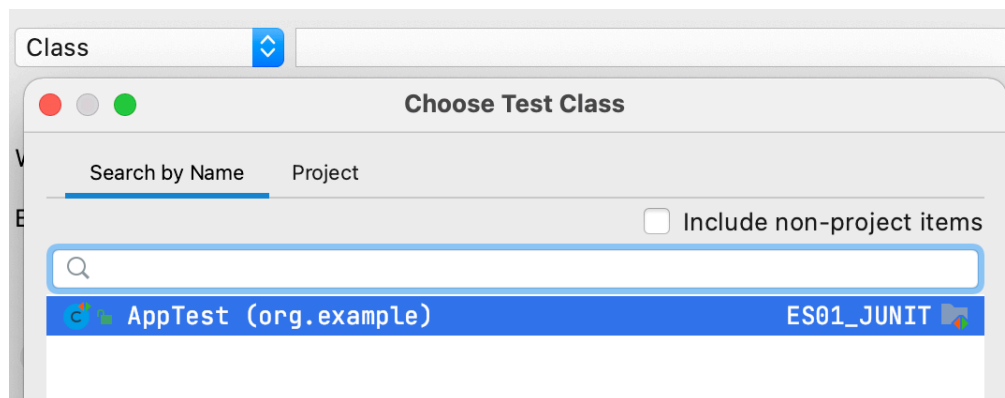 Class
Choose Test Class
Search by Name Project
Include non-project items
AppTest (org.example) ES01_JUNIT